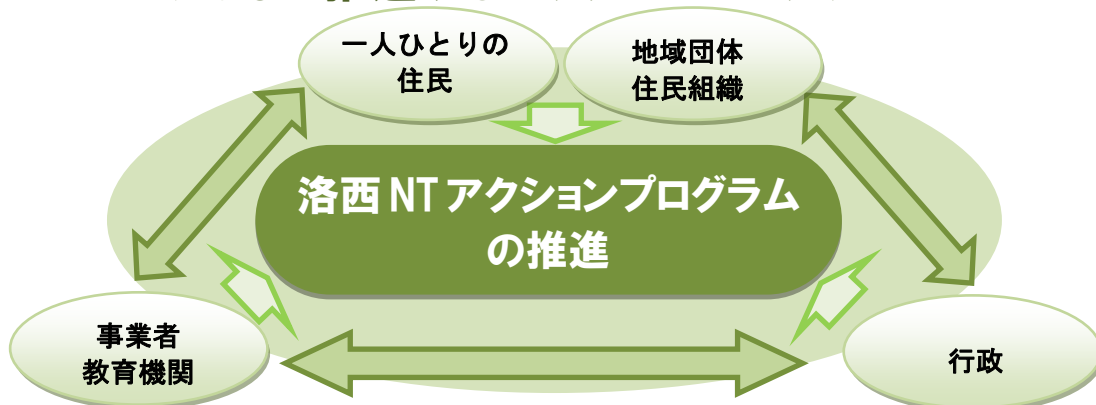 一人ひとりの
住民
地域団体
住民組織
洛西 NT アクションプログラム
の推進
事業者
教育機関
行政